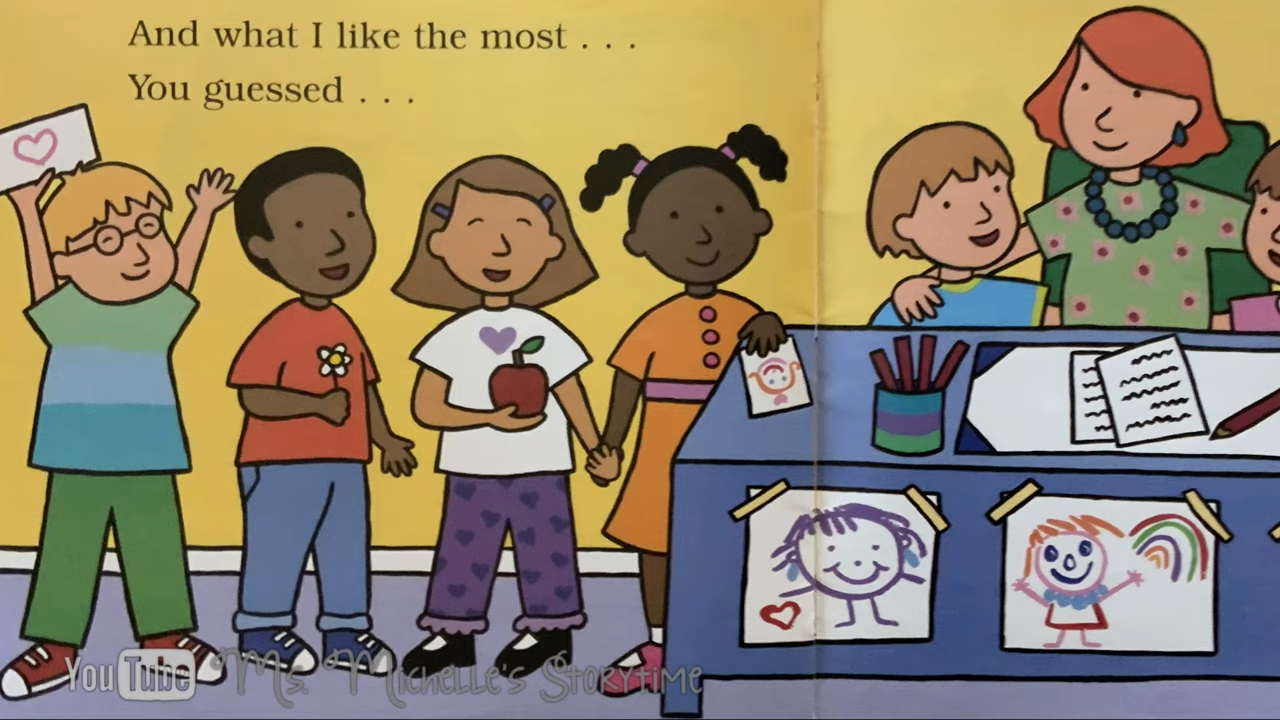 And what I like the most . . .
You guessed . . .
YouTube Ms. Michelle's Storytime